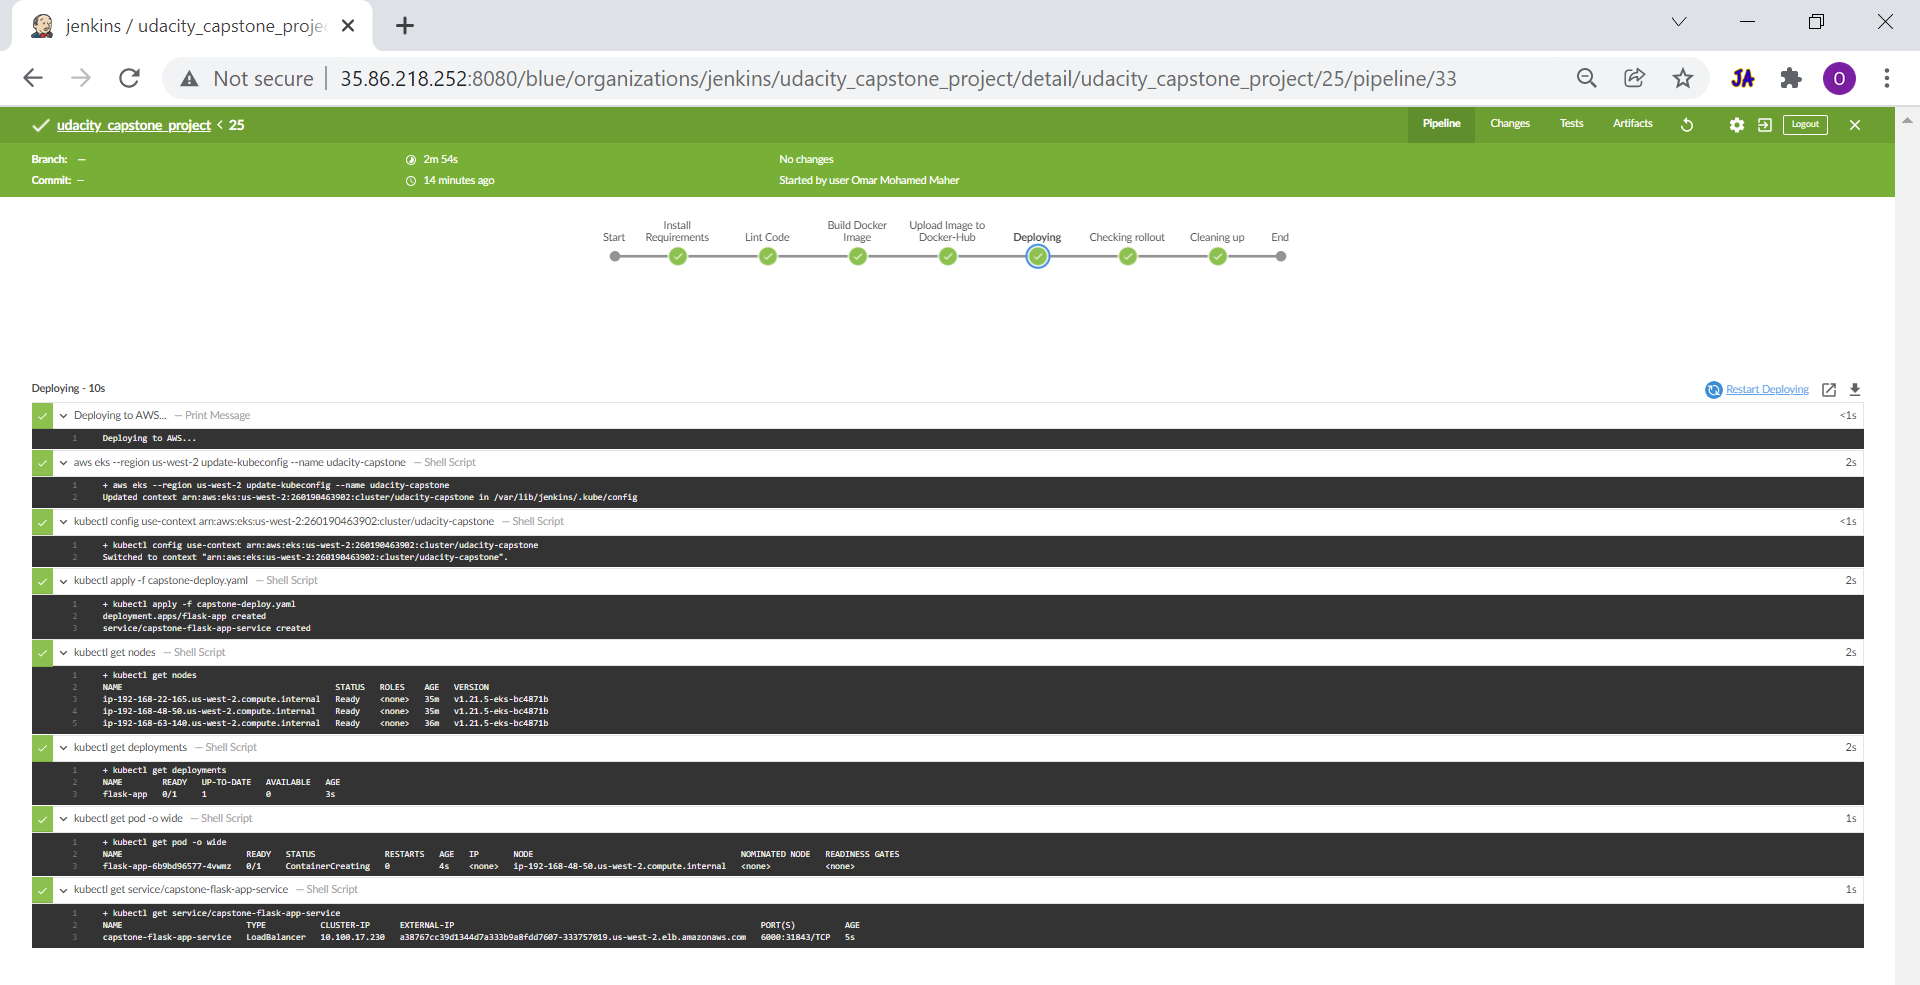 jenkins / udacity_capstone_proje
Not secure | 35.86.218.252:8080/blue/organizations/jenkins/udacity_capstone_project/detail/udacity_capstone_project/25/pipeline/33
JA
O
udacity_capstone_project < 25
Pipeline Changes Tests Artifacts Logout
Branch: — 2m 54s No changes
Commit: — 14 minutes ago Started by user Omar Mohamed Maher
Start
Install Requirements
Lint Code
Build Docker Image
Upload Image to Docker-Hub
Deploying
Checking rollout
Cleaning up
End
Deploying - 10s Restart Deploying
Deploying to AWS... — Print Message <1s
1 Deploying to AWS...
aws eks --region us-west-2 update-kubeconfig --name udacity-capstone — Shell Script 2s
1 + aws eks --region us-west-2 update-kubeconfig --name udacity-capstone
2 Updated context arn:aws:eks:us-west-2:260190463902:cluster/udacity-capstone in /var/lib/jenkins/.kube/config
kubectl config use-context arn:aws:eks:us-west-2:260190463902:cluster/udacity-capstone — Shell Script <1s
1 + kubectl config use-context arn:aws:eks:us-west-2:260190463902:cluster/udacity-capstone
2 Switched to context "arn:aws:eks:us-west-2:260190463902:cluster/udacity-capstone".
kubectl apply -f capstone-deploy.yaml — Shell Script 2s
1 + kubectl apply -f capstone-deploy.yaml
2 deployment.apps/flask-app created
3 service/capstone-flask-app-service created
kubectl get nodes — Shell Script 2s
1 + kubectl get nodes
2 NAME STATUS ROLES AGE VERSION
3 ip-192-168-22-165.us-west-2.compute.internal Ready <none> 35m v1.21.5-eks-bc4871b
4 ip-192-168-48-50.us-west-2.compute.internal Ready <none> 35m v1.21.5-eks-bc4871b
5 ip-192-168-63-140.us-west-2.compute.internal Ready <none> 36m v1.21.5-eks-bc4871b
kubectl get deployments — Shell Script 2s
1 + kubectl get deployments
2 NAME READY UP-TO-DATE AVAILABLE AGE
3 flask-app 0/1 1 0 3s
kubectl get pod -o wide — Shell Script 1s
1 + kubectl get pod -o wide
2 NAME READY STATUS RESTARTS AGE IP NODE NOMINATED NODE READINESS GATES
3 flask-app-6b9bd96577-4vwmz 0/1 ContainerCreating 0 4s <none> ip-192-168-48-50.us-west-2.compute.internal <none> <none>
kubectl get service/capstone-flask-app-service — Shell Script 1s
1 + kubectl get service/capstone-flask-app-service
2 NAME TYPE CLUSTER-IP EXTERNAL-IP PORT(S) AGE
3 capstone-flask-app-service LoadBalancer 10.100.17.230 a38767cc39d1344d7a333b9a8fdd7607-333757019.us-west-2.elb.amazonaws.com 6000:31843/TCP 5s